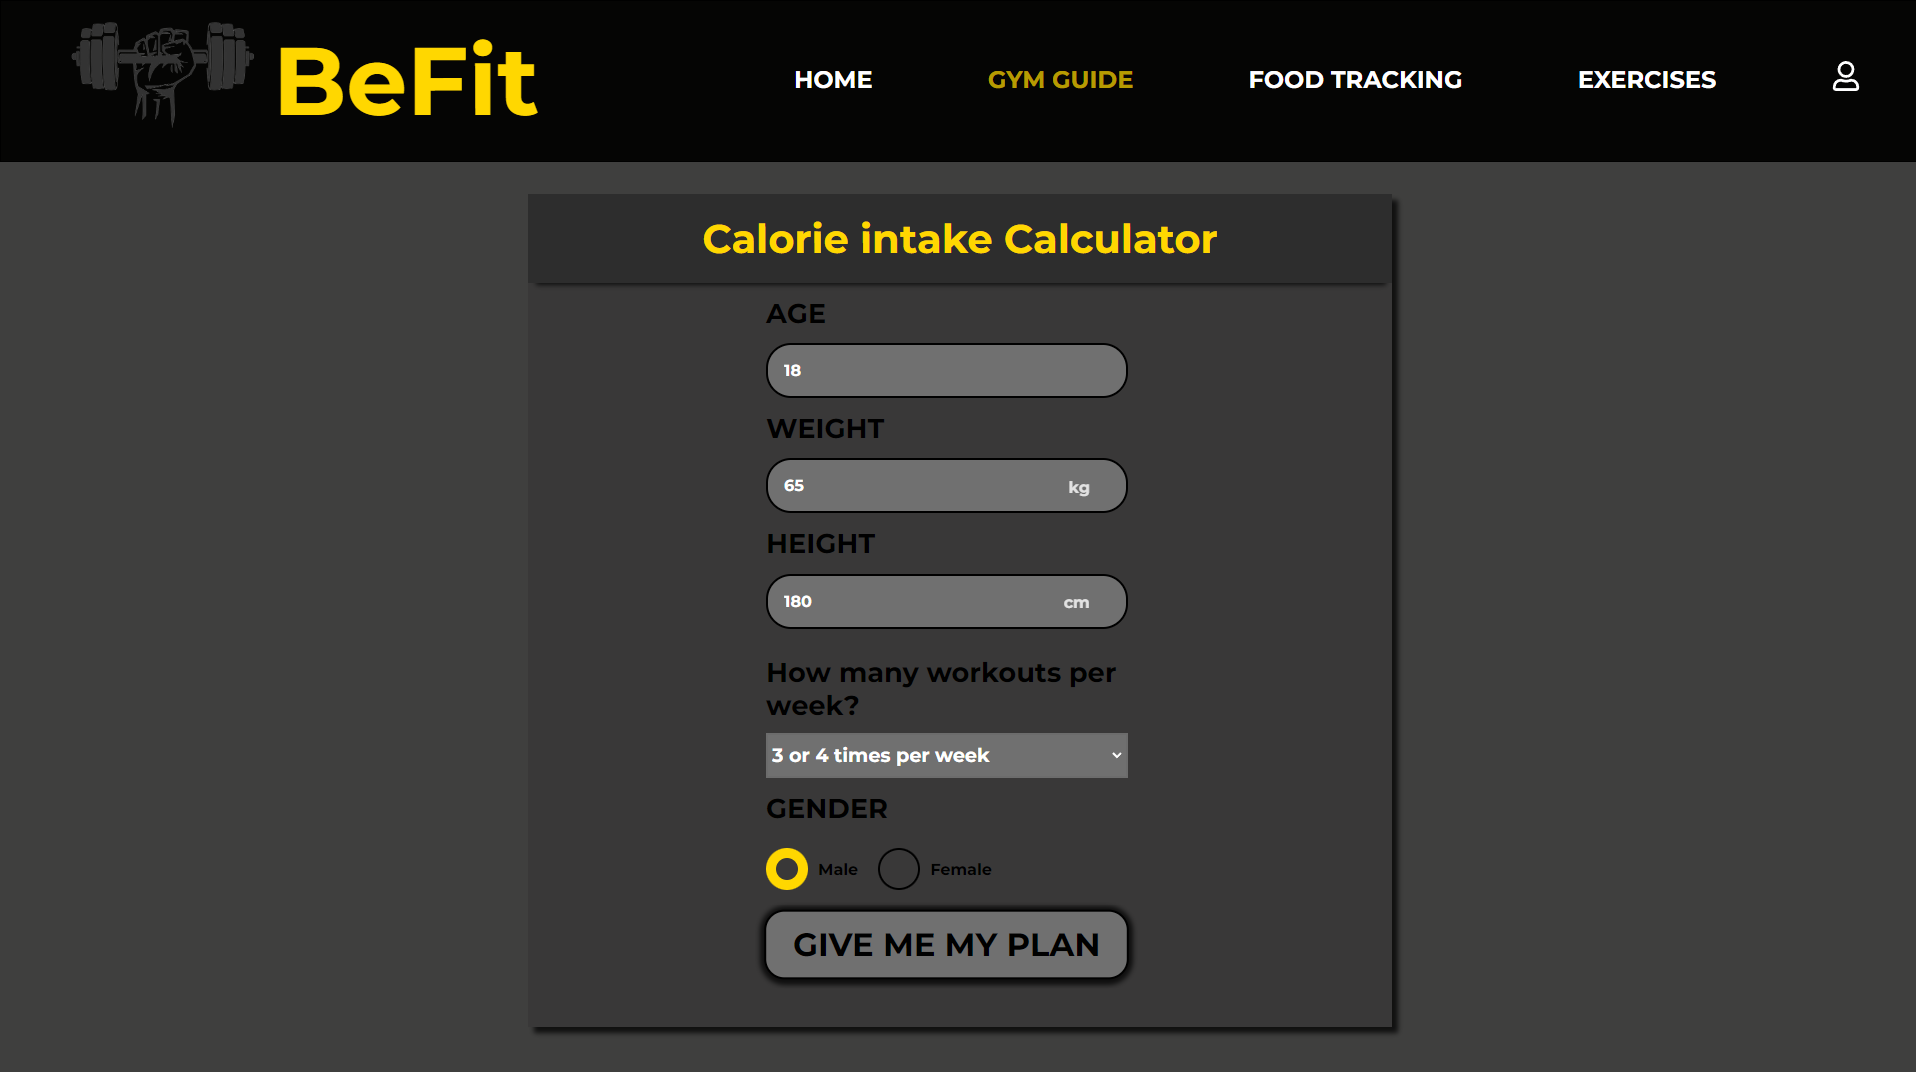 BeFit
HOME
GYM GUIDE
FOOD TRACKING
EXERCISES
Calorie intake Calculator
AGE
18
WEIGHT
65 kg
HEIGHT
180 cm
How many workouts per
week?
3 or 4 times per week
GENDER
Male
Female
GIVE ME MY PLAN